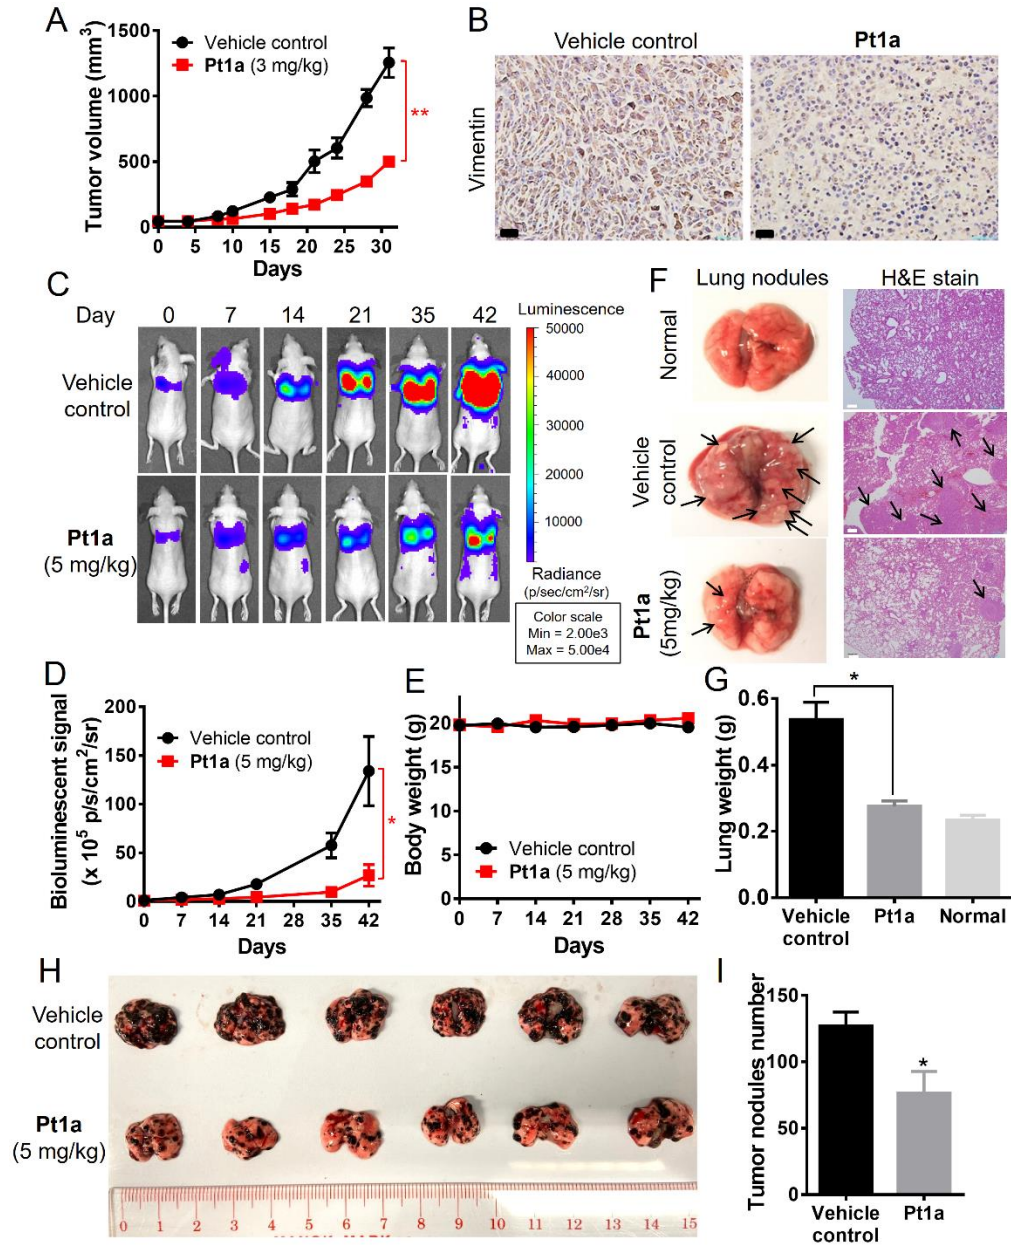 A
Tumor volume (mm³)
1500
1000
500
0
Vehicle control
Pt1a (3 mg/kg)
**
0 5 10 15 20 25 30
Days
B
Vehicle control
Pt1a
Vimentin
C
Day 0 7 14 21 35 42
Vehicle
control
Pt1a
(5 mg/kg)
Luminescence
50000
40000
30000
20000
10000
Radiance
(p/sec/cm²/sr)
Color scale
Min = 2.00e3
Max = 5.00e4
F
Lung nodules
H&E stain
Normal
Vehicle
control
Pt1a
(5mg/kg)
D
Bioluminescent signal
(x 10⁵ p/s/cm²/sr)
200
150
100
50
0
Vehicle control
Pt1a (5 mg/kg)
*
0 7 14 21 28 35 42
Days
E
Body weight (g)
20
15
10
5
0
Vehicle control
Pt1a (5 mg/kg)
0 7 14 21 28 35 42
Days
G
Lung weight (g)
0.6
0.4
0.2
0.0
*
Vehicle
control
Pt1a
Normal
H
Vehicle
control
Pt1a
(5 mg/kg)
0 1 2 3 4 5 6 7 8 9 10 11 12 13 14 15
I
Tumor nodules number
150
100
50
0
*
Vehicle
control
Pt1a